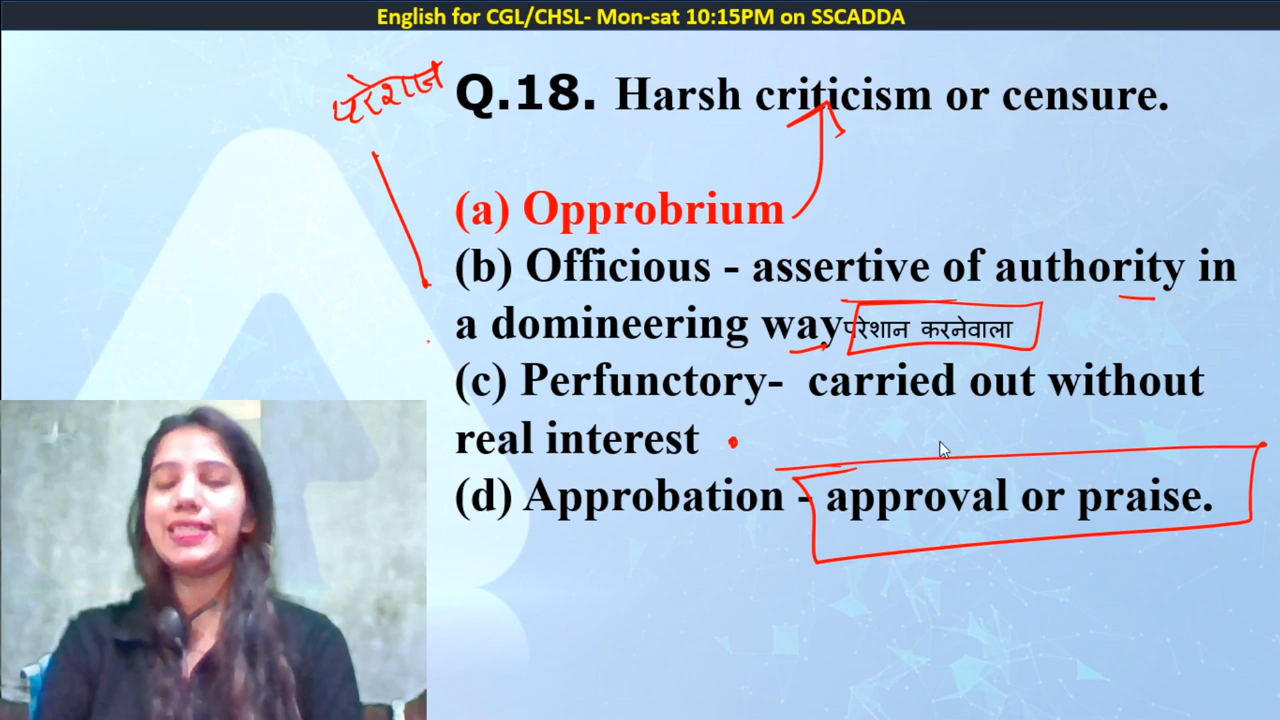 English for CGL/CHSL- Mon-sat 10:15PM on SSCADDA
परेशान
Q.18. Harsh criticism or censure.
(a) Opprobrium
(b) Officious - assertive of authority in
a domineering way परेशान करनेवाला
(c) Perfunctory- carried out without
real interest
(d) Approbation - approval or praise.